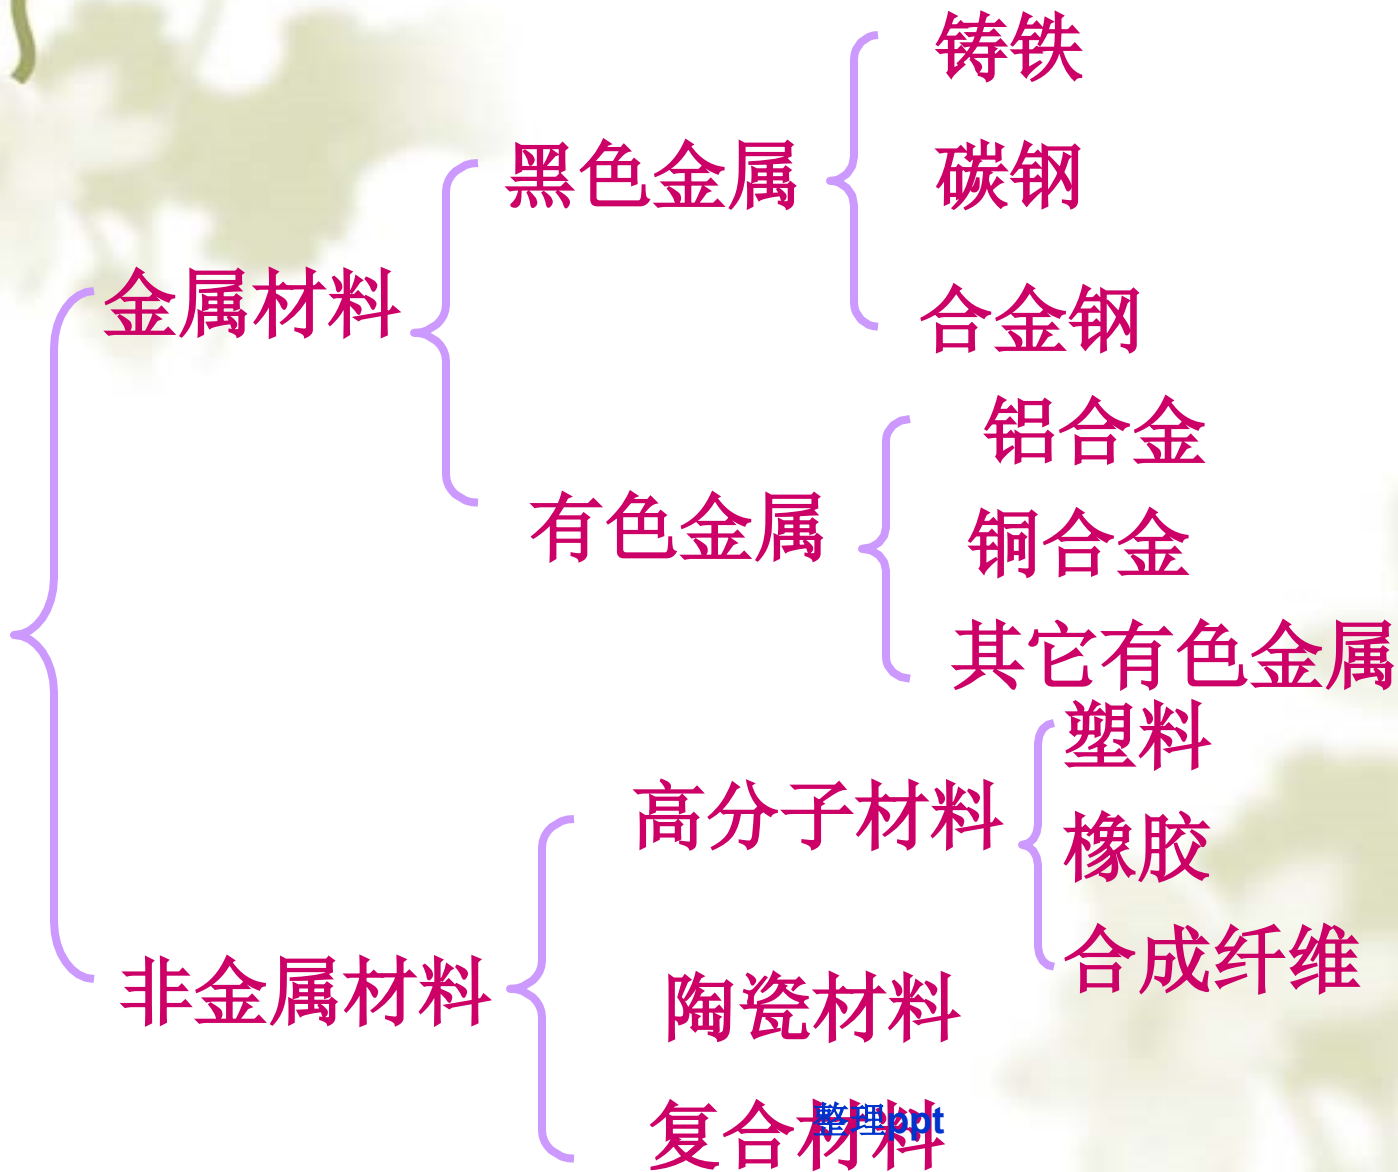 铸铁
黑色金属
碳钢
金属材料
合金钢
铝合金
有色金属
铜合金
其它有色金属
塑料
高分子材料
橡胶
合成纤维
非金属材料
陶瓷材料
复合材料
整理ppt